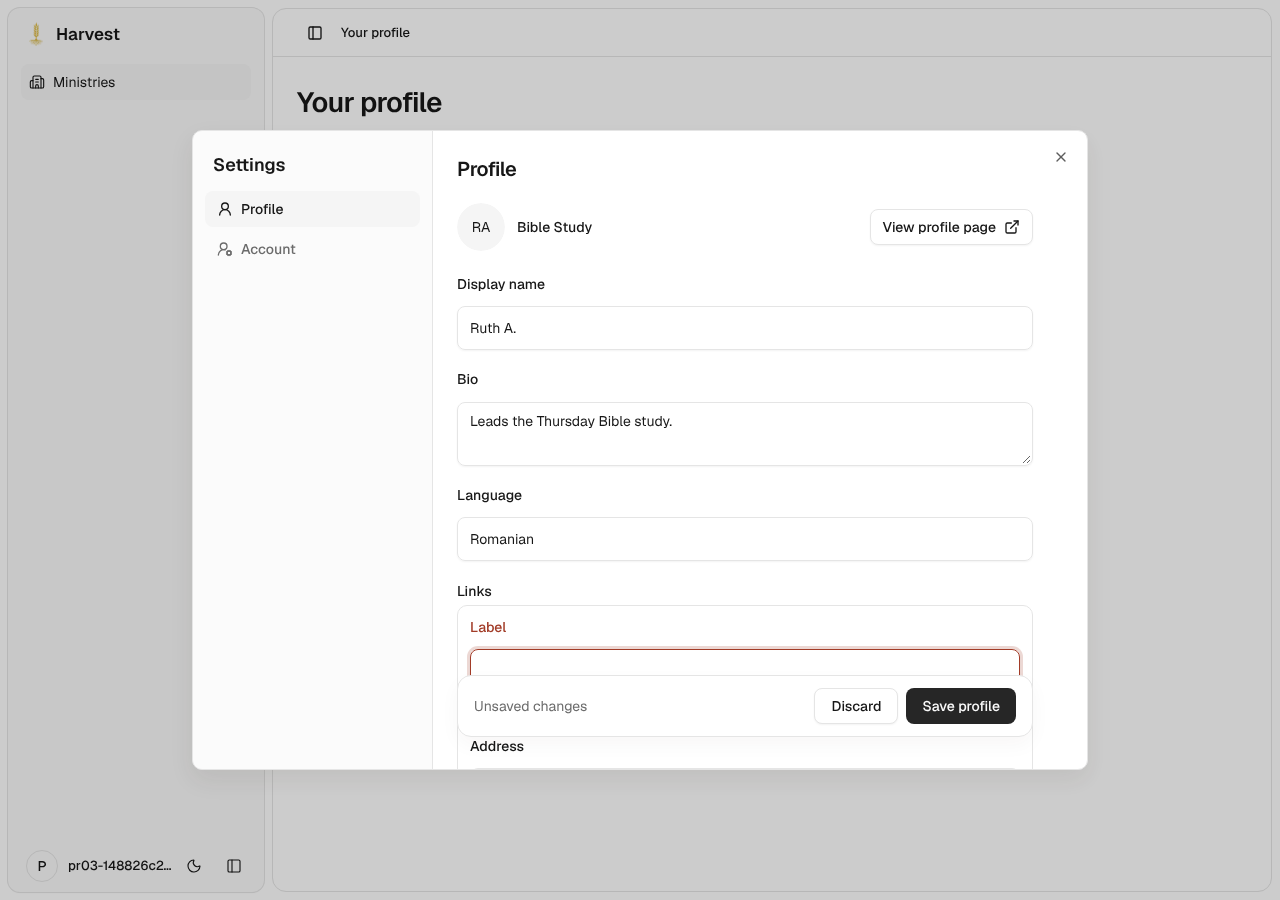 Harvest
Your profile
Ministries
Your profile
Settings
Profile
Account
Profile
RA
Bible Study
View profile page
Display name
Ruth A.
Bio
Leads the Thursday Bible study.
Language
Romanian
Links
Label
Unsaved changes
Discard
Save profile
Address
P
pr03-148826c2…